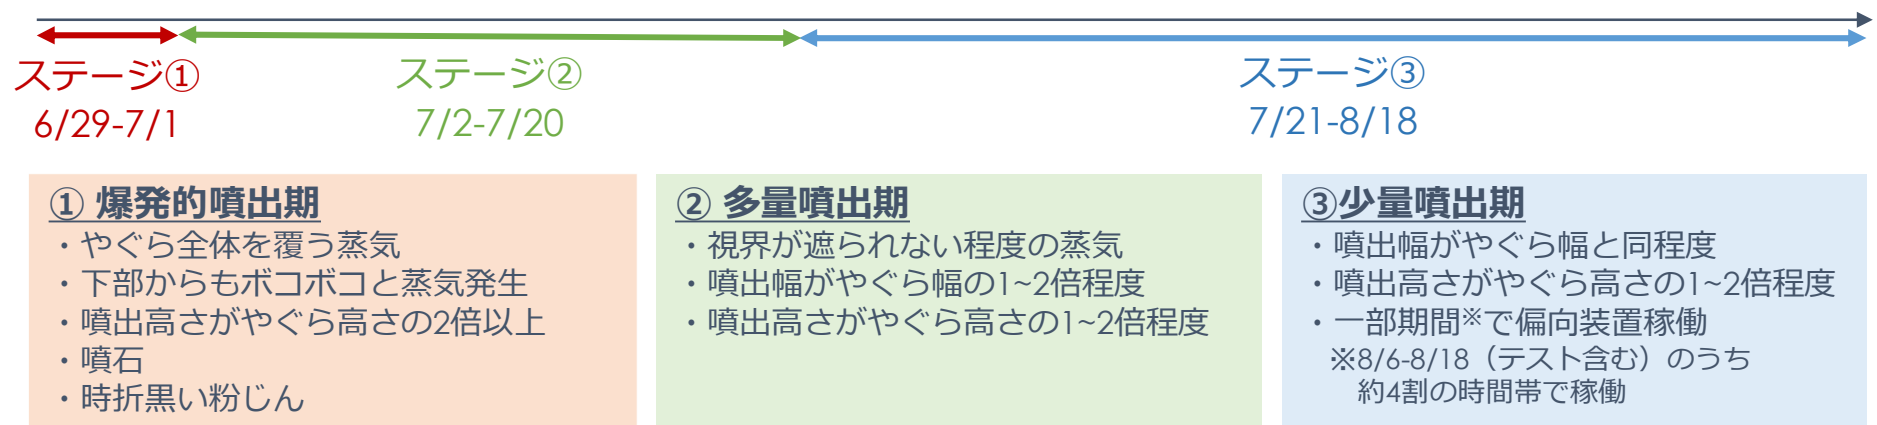 ステージ①
6/29-7/1
ステージ②
7/2-7/20
ステージ③
7/21-8/18
① 爆発的噴出期
・やぐら全体を覆う蒸気
・下部からもボコボコと蒸気発生
・噴出高さがやぐら高さの2倍以上
・噴石
・時折黒い粉じん
② 多量噴出期
・視界が遮られない程度の蒸気
・噴出幅がやぐら幅の1~2倍程度
・噴出高さがやぐら高さの1~2倍程度
③少量噴出期
・噴出幅がやぐら幅と同程度
・噴出高さがやぐら高さの1~2倍程度
・一部期間※で偏向装置稼働
※8/6-8/18（テスト含む）のうち
約4割の時間帯で稼働